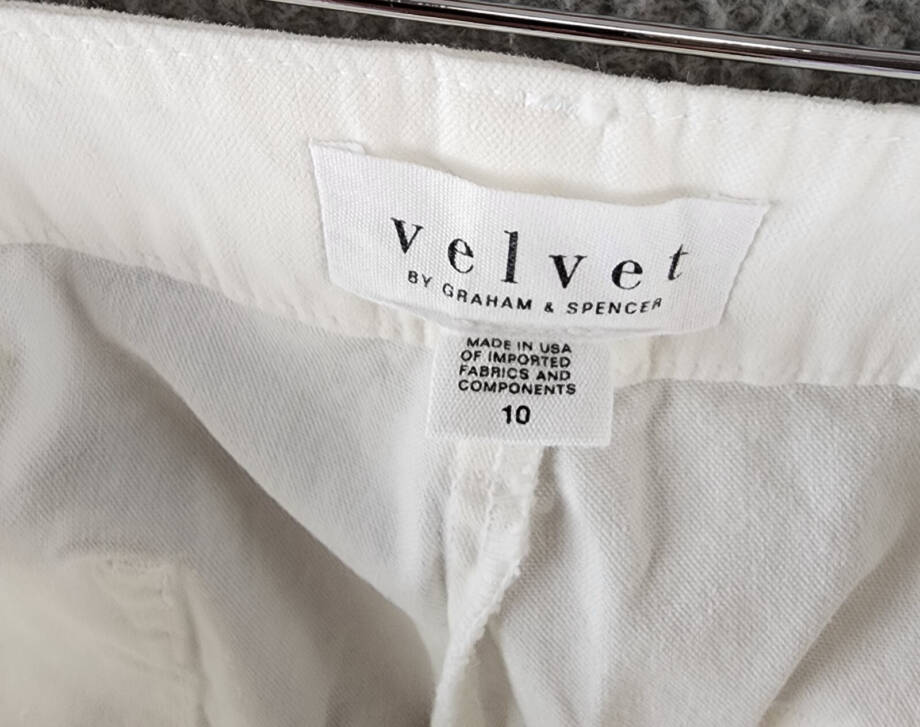 velvet
BY GRAHAM & SPENCER
MADE IN USA
OF IMPORTED
FABRICS AND
COMPONENTS
10